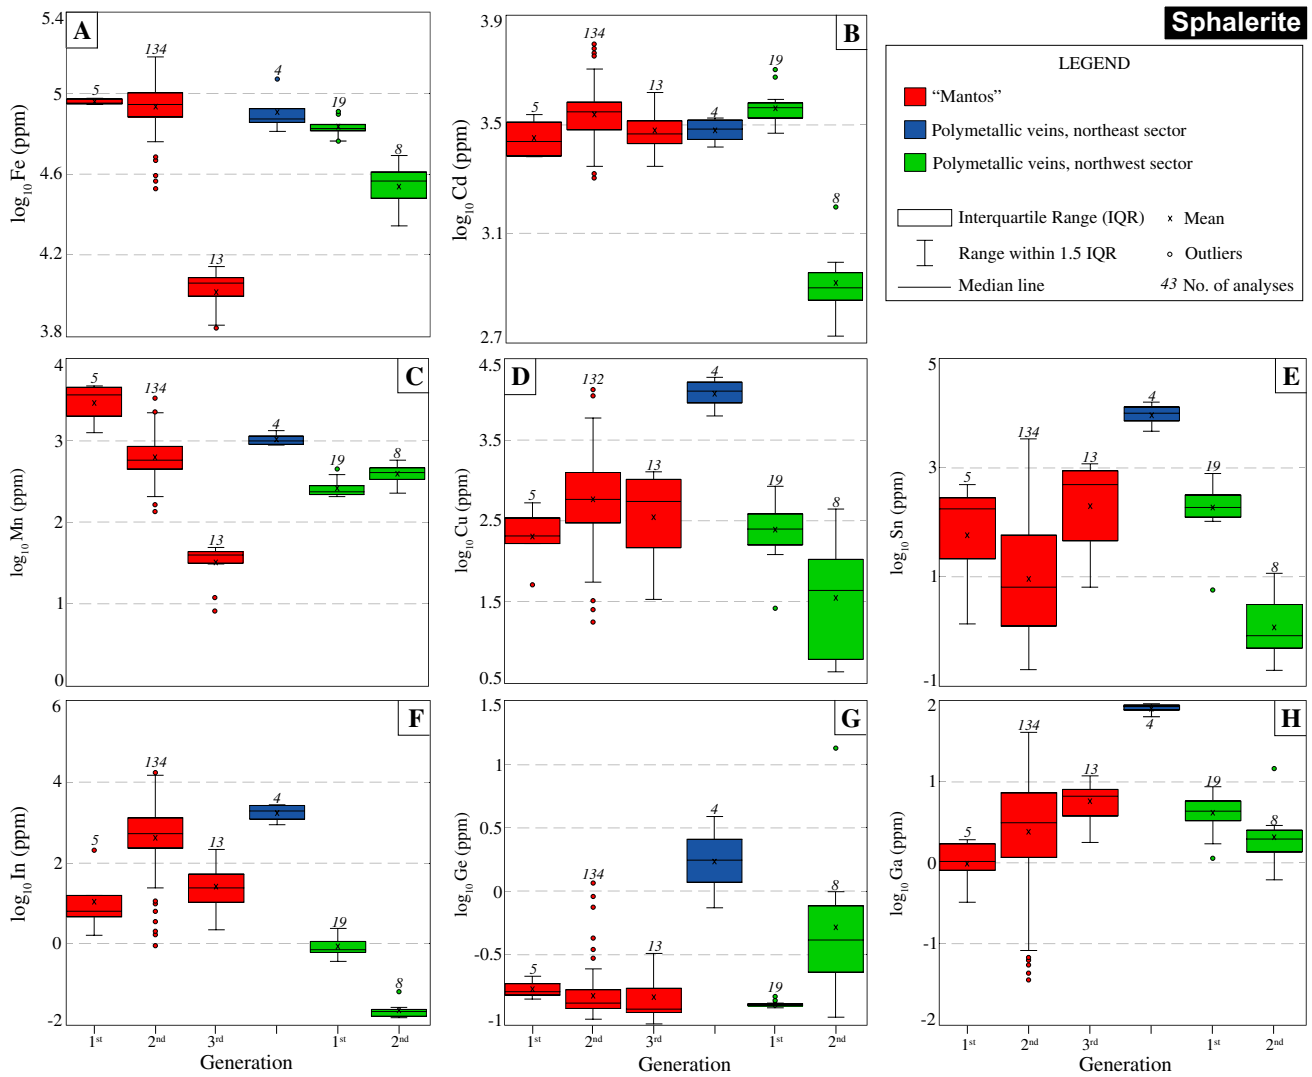 Sphalerite
LEGEND
“Mantos”
Polymetallic veins, northeast sector
Polymetallic veins, northwest sector
Interquartile Range (IQR)
x Mean
Range within 1.5 IQR
Outliers
Median line
43 No. of analyses
A
log10 Fe (ppm)
5.4
5
4.6
4.2
3.8
5
134
13
4
19
8
B
log10 Cd (ppm)
3.9
3.5
3.1
2.7
5
134
13
4
19
8
C
log10 Mn (ppm)
4
3
2
1
0
5
134
13
4
19
8
D
log10 Cu (ppm)
4.5
3.5
2.5
1.5
0.5
5
132
13
4
19
8
E
log10 Sn (ppm)
5
3
1
-1
5
134
13
4
19
8
F
log10 In (ppm)
6
4
2
0
-2
5
134
13
4
19
8
1st
2nd
3rd
1st
2nd
Generation
G
log10 Ge (ppm)
1.5
1
0.5
0
-0.5
-1
5
134
13
4
19
8
1st
2nd
3rd
1st
2nd
Generation
H
log10 Ga (ppm)
2
1
0
-1
-2
5
134
13
4
19
8
1st
2nd
3rd
1st
2nd
Generation